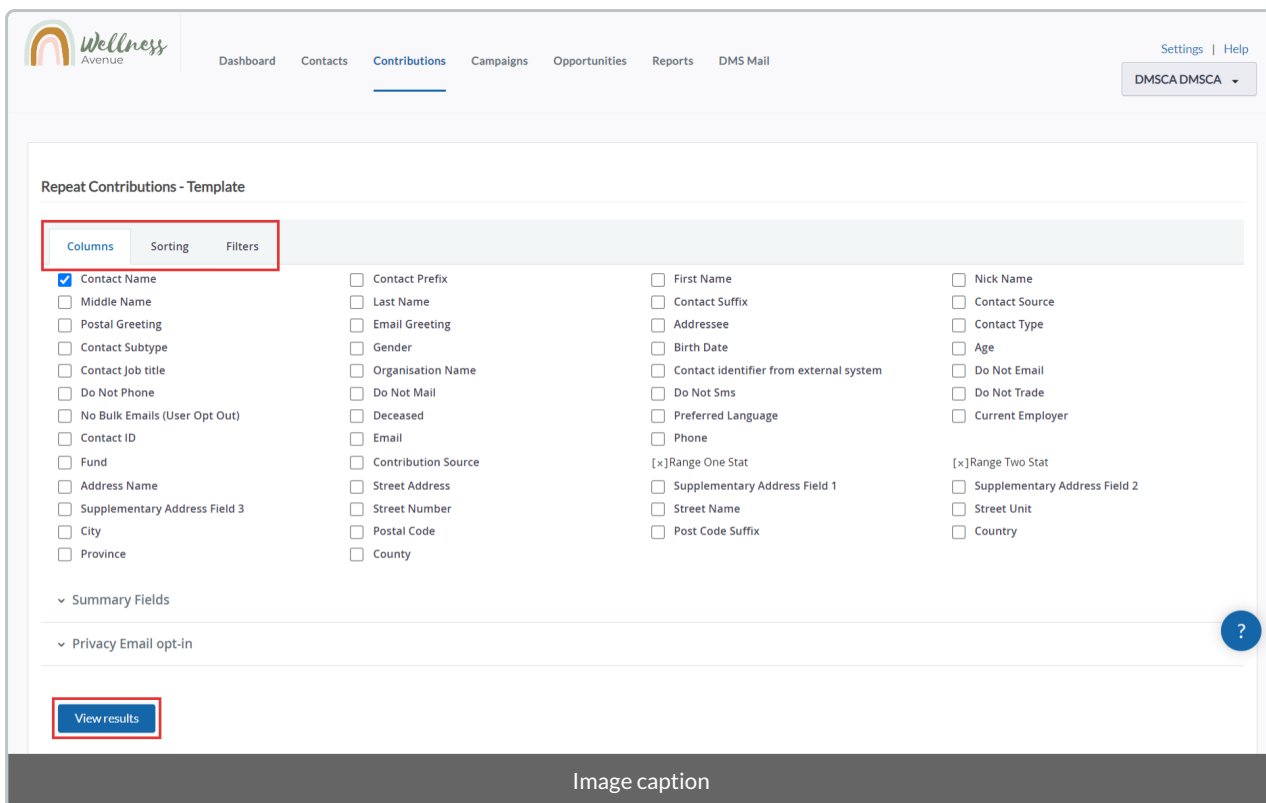 Wellness
Avenue
Dashboard Contacts Contributions Campaigns Opportunities Reports DMS Mail
Settings | Help
DMSCA DMSCA
Repeat Contributions - Template
Columns Sorting Filters
Contact Name Contact Prefix First Name Nick Name
Middle Name Last Name Contact Suffix Contact Source
Postal Greeting Email Greeting Addressee Contact Type
Contact Subtype Gender Birth Date Age
Contact Job title Organisation Name Contact identifier from external system Do Not Email
Do Not Phone Do Not Mail Do Not Sms Do Not Trade
No Bulk Emails (User Opt Out) Deceased Preferred Language Current Employer
Contact ID Email Phone
Fund Contribution Source [x]Range One Stat [x]Range Two Stat
Address Name Street Address Supplementary Address Field 1 Supplementary Address Field 2
Supplementary Address Field 3 Street Number Street Name Street Unit
City Postal Code Post Code Suffix Country
Province County
Summary Fields
Privacy Email opt-in
?
View results
Image caption